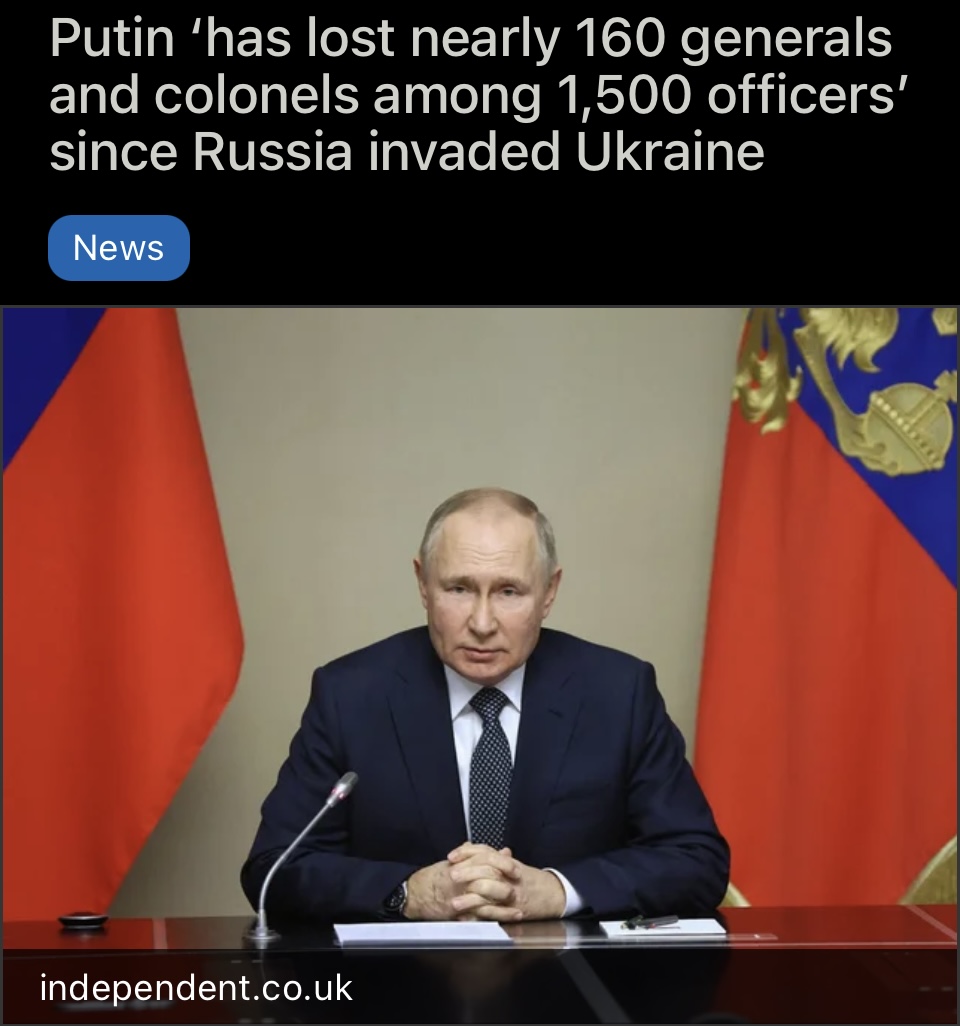 Putin ‘has lost nearly 160 generals
and colonels among 1,500 officers’
since Russia invaded Ukraine
News
independent.co.uk